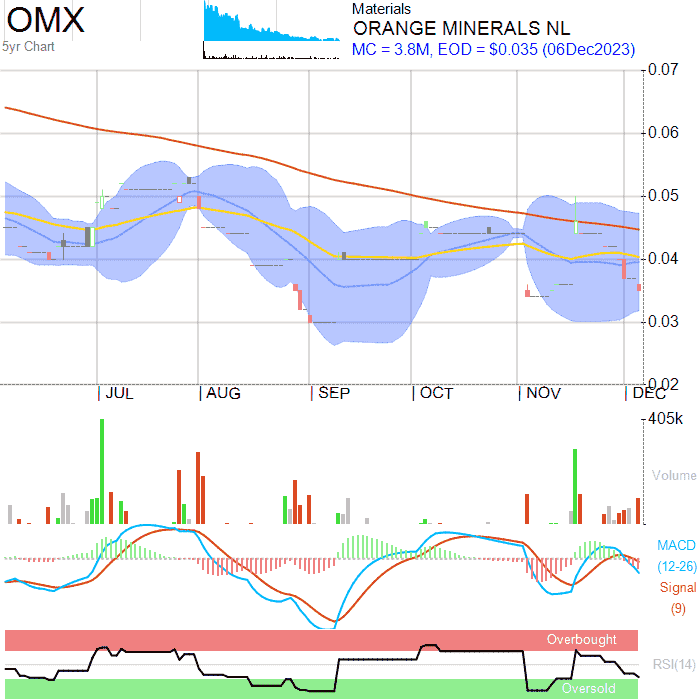 OMX
5yr Chart
Materials
ORANGE MINERALS NL
MC = 3.8M, EOD = $0.035 (06Dec2023)
0.07
0.06
0.05
0.04
0.03
0.02
JUL AUG SEP OCT NOV DEC
405k
Volume
MACD
(12-26)
Signal
(9)
Overbought
RSI(14)
Oversold